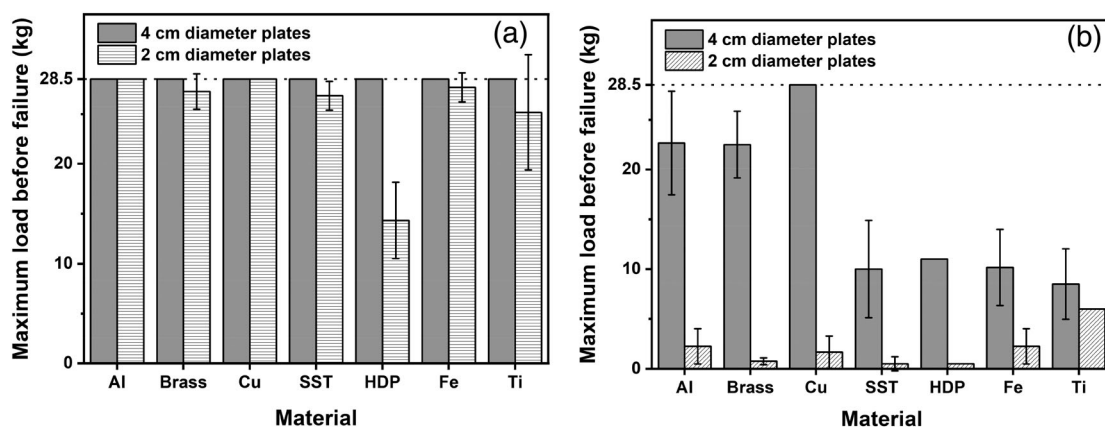 (a)
4 cm diameter plates
2 cm diameter plates
Maximum load before failure (kg)
28.5
20
10
0
Al Brass Cu SST HDP Fe Ti
Material
(b)
4 cm diameter plates
2 cm diameter plates
Maximum load before failure (kg)
28.5
20
10
0
Al Brass Cu SST HDP Fe Ti
Material